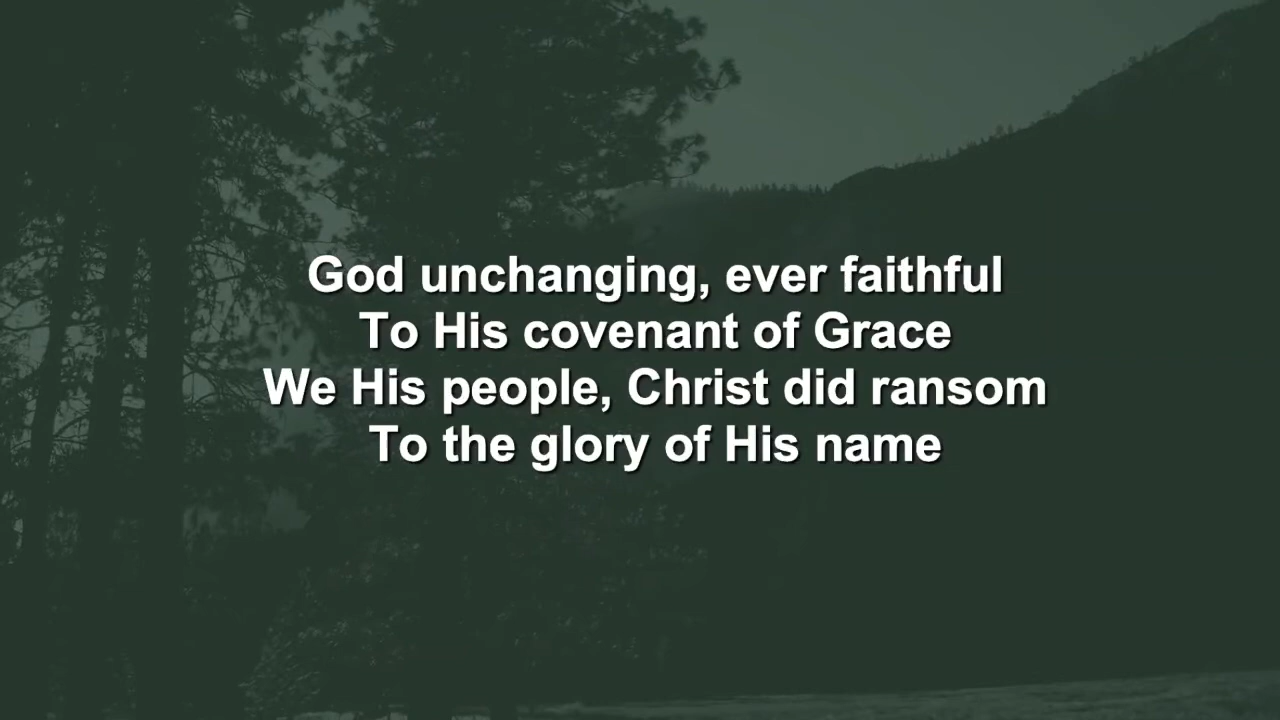 God unchanging, ever faithful
To His covenant of Grace
We His people, Christ did ransom
To the glory of His name